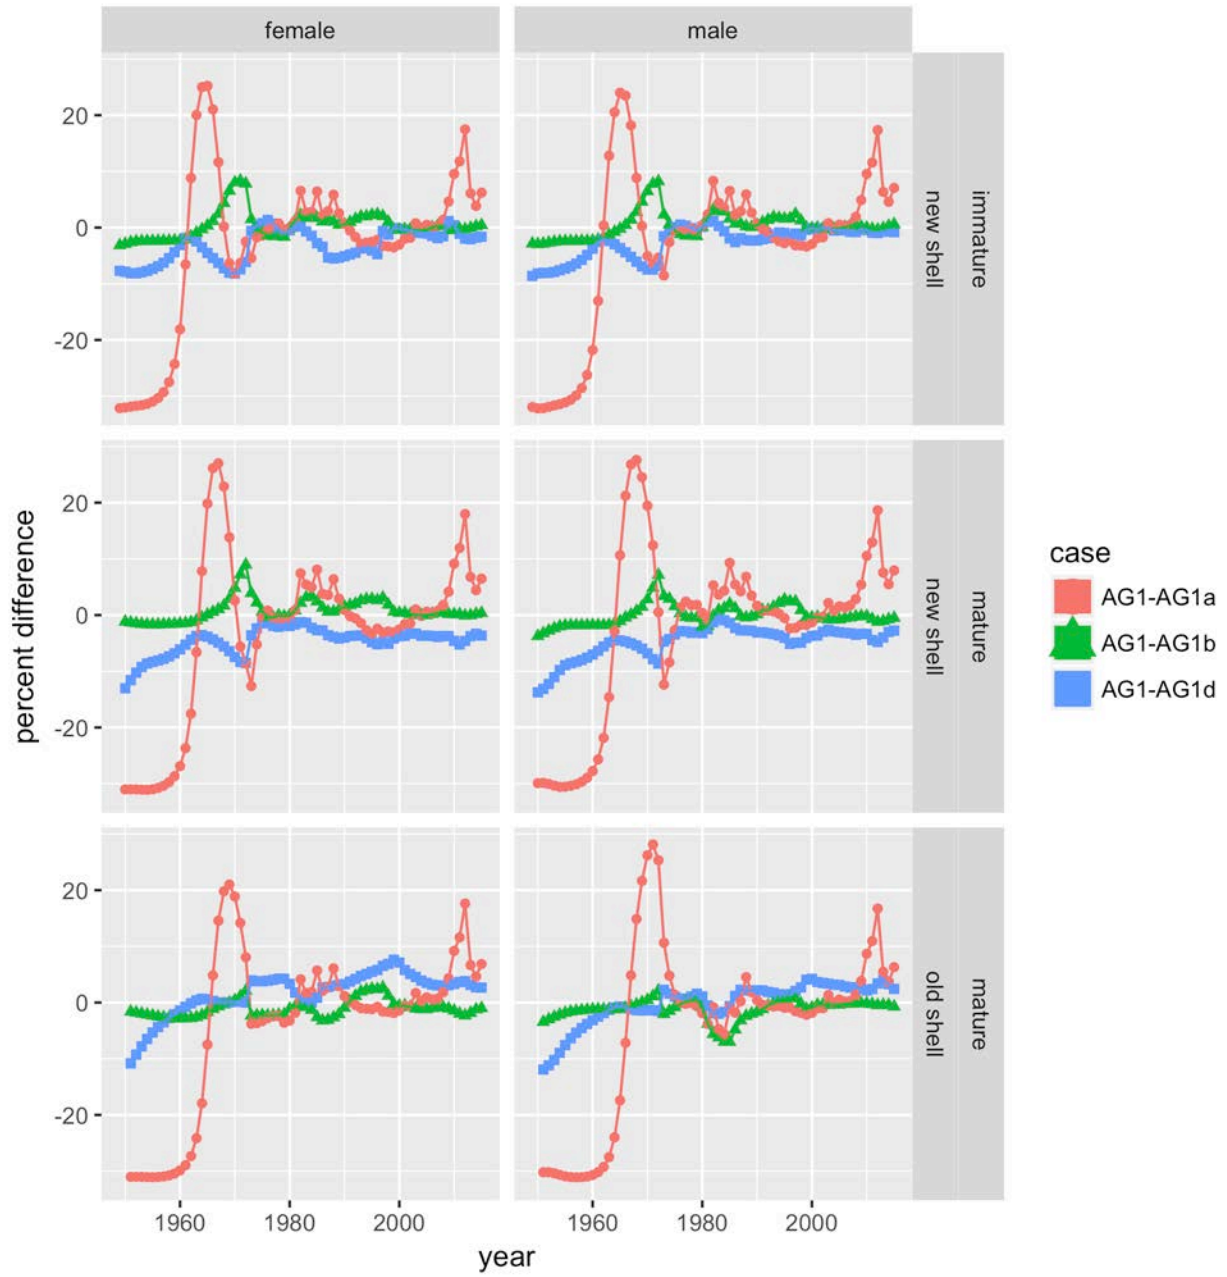 female
male
20
0
-20
immature
new shell
percent difference
20
0
-20
mature
new shell
case
AG1-AG1a
AG1-AG1b
AG1-AG1d
20
0
-20
mature
old shell
1960
1980
2000
1960
1980
2000
year